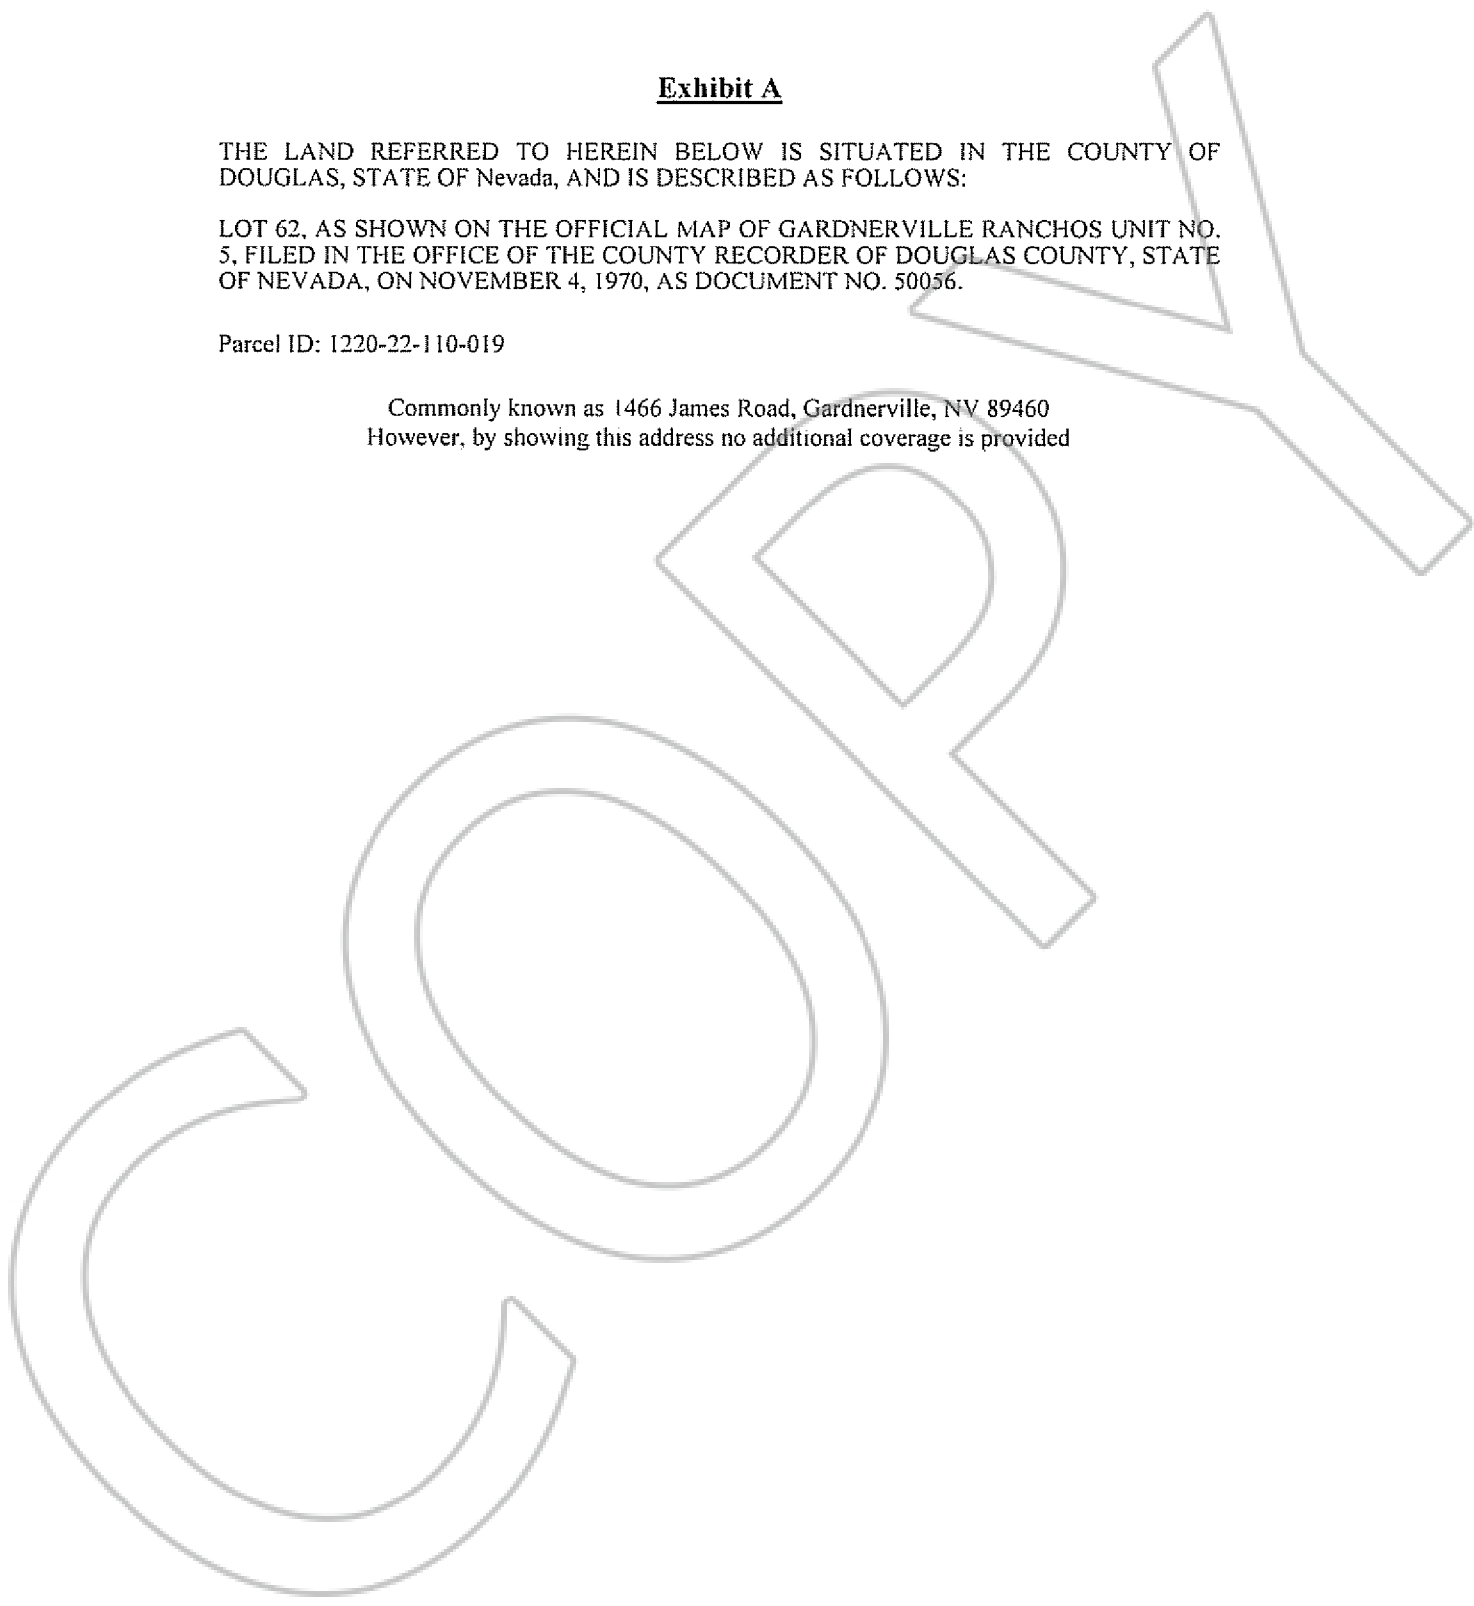 Exhibit A
THE LAND REFERRED TO HEREIN BELOW IS SITUATED IN THE COUNTY OF
DOUGLAS, STATE OF Nevada, AND IS DESCRIBED AS FOLLOWS:
LOT 62, AS SHOWN ON THE OFFICIAL MAP OF GARDNERVILLE RANCHOS UNIT NO.
5, FILED IN THE OFFICE OF THE COUNTY RECORDER OF DOUGLAS COUNTY, STATE
OF NEVADA, ON NOVEMBER 4, 1970, AS DOCUMENT NO. 50056.
Parcel ID: 1220-22-110-019
Commonly known as 1466 James Road, Gardnerville, NV 89460
However, by showing this address no additional coverage is provided
COPY